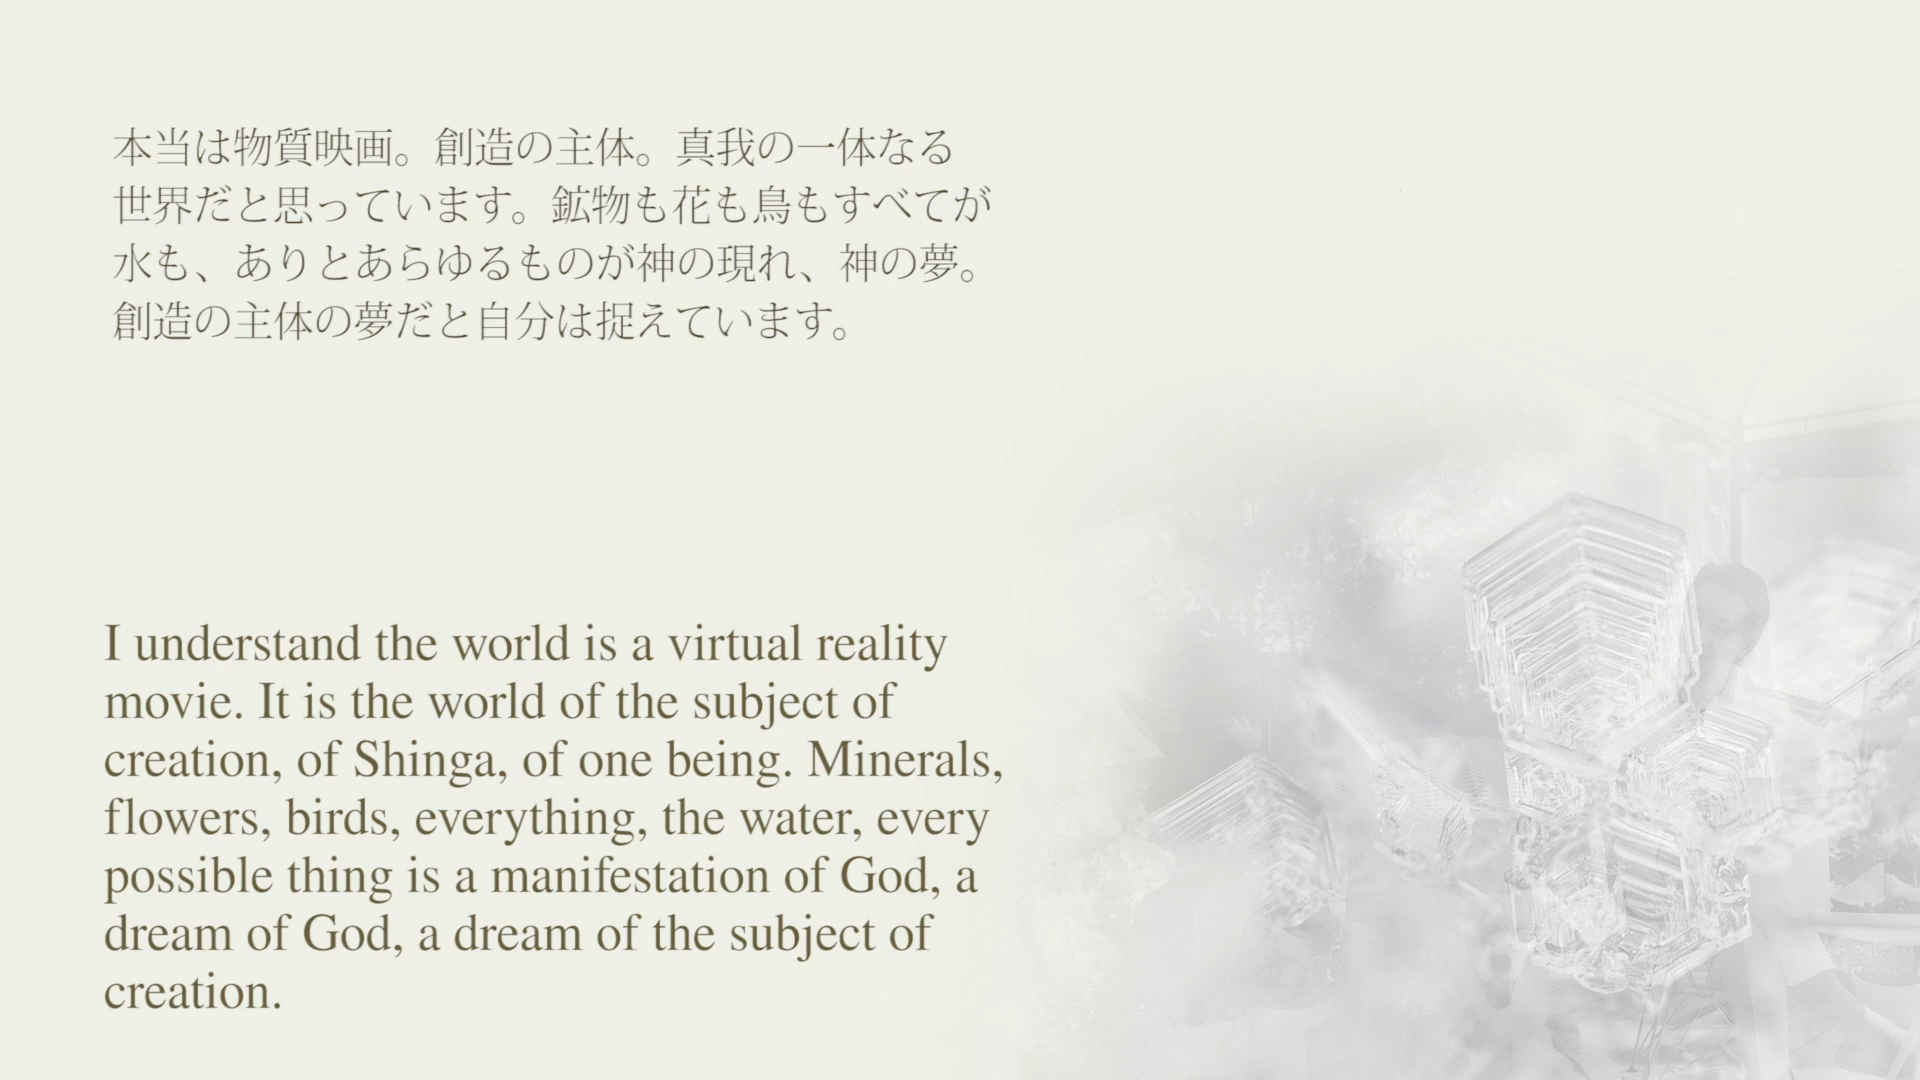 本当は物質映画。創造の主体。真我の一体なる
世界だと思っています。鉱物も花も鳥もすべてが
水も、ありとあらゆるものが神の現れ、神の夢。
創造の主体の夢だと自分は捉えています。
I understand the world is a virtual reality
movie. It is the world of the subject of
creation, of Shinga, of one being. Minerals,
flowers, birds, everything, the water, every
possible thing is a manifestation of God, a
dream of God, a dream of the subject of
creation.